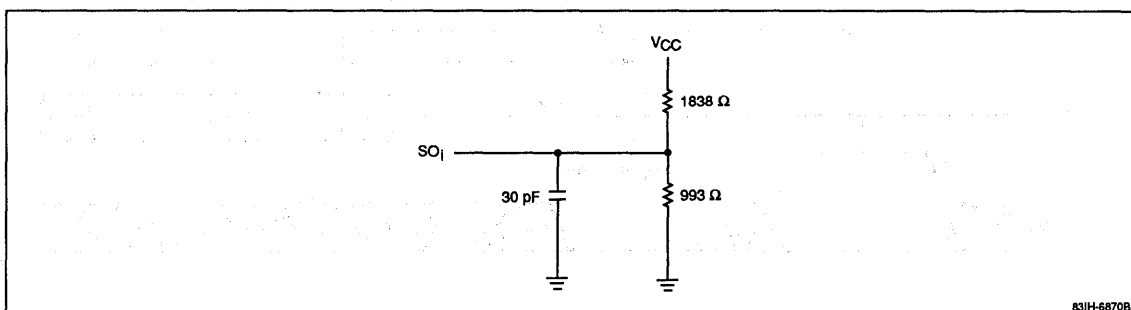 VCC
1838 Ω
SOi
30 pF
993 Ω
83IH-6870B